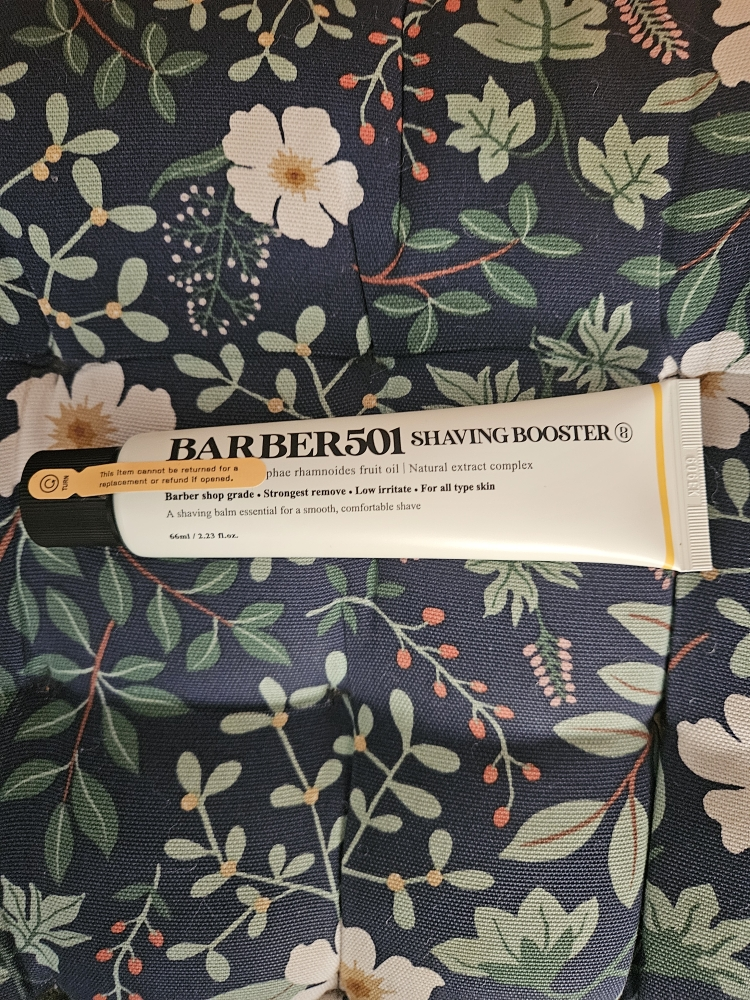 BARBER501 SHAVING BOOSTER 8
phae rhamnoides fruit oil | Natural extract complex
Barber shop grade • Strongest remove • Low irritate • For all type skin
A shaving balm essential for a smooth, comfortable shave
66ml / 2.23 fl.oz.
TURN
This item cannot be returned for a
replacement or refund if opened.